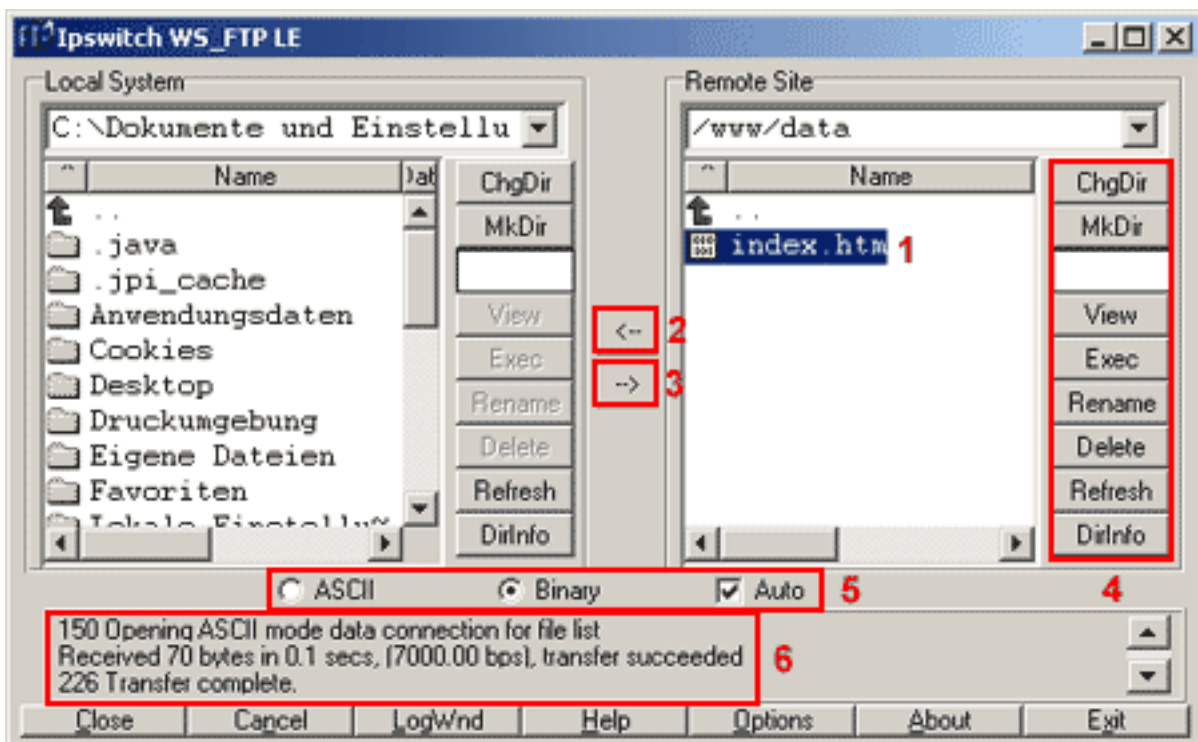 Ipswitch WS_FTP LE
Local System
C:\Dokumente und Einstellu
^ Name
..
.java
.jpi_cache
Anwendungsdaten
Cookies
Desktop
Druckumgebung
Eigene Dateien
Favoriten
ChgDir
MkDir
View
Exec
Rename
Delete
Refresh
DirInfo
<-- 2
--> 3
Remote Site
/www/data
^ Name
..
index.htm 1
ChgDir
MkDir
View
Exec
Rename
Delete
Refresh
DirInfo
4
ASCII Binary Auto 5
150 Opening ASCII mode data connection for file list
Received 70 bytes in 0.1 secs, (7000.00 bps), transfer succeeded
226 Transfer complete.
6
Close Cancel LogWnd Help Options About Exit